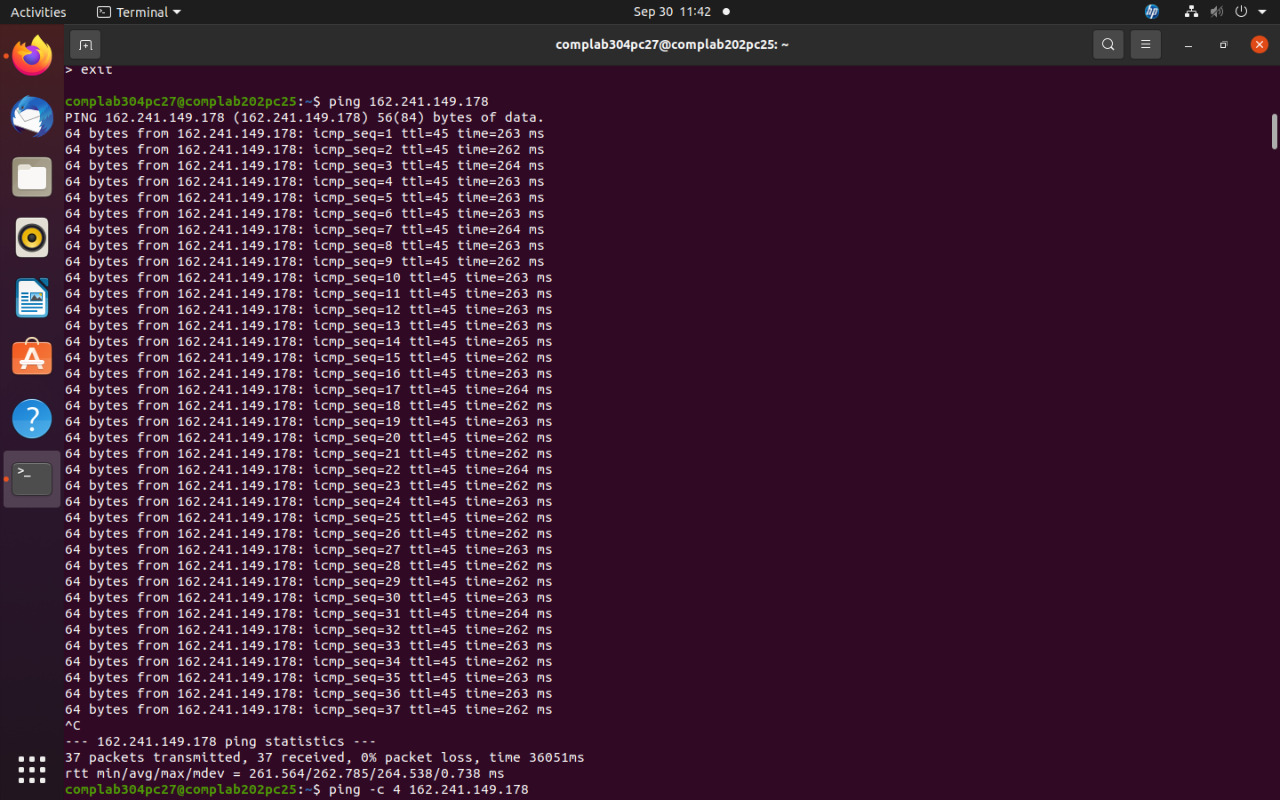 Activities Terminal Sep 30 11:42
complab304pc27@complab202pc25: ~
> exit
complab304pc27@complab202pc25:~$ ping 162.241.149.178
PING 162.241.149.178 (162.241.149.178) 56(84) bytes of data.
64 bytes from 162.241.149.178: icmp_seq=1 ttl=45 time=263 ms
64 bytes from 162.241.149.178: icmp_seq=2 ttl=45 time=262 ms
64 bytes from 162.241.149.178: icmp_seq=3 ttl=45 time=264 ms
64 bytes from 162.241.149.178: icmp_seq=4 ttl=45 time=263 ms
64 bytes from 162.241.149.178: icmp_seq=5 ttl=45 time=263 ms
64 bytes from 162.241.149.178: icmp_seq=6 ttl=45 time=263 ms
64 bytes from 162.241.149.178: icmp_seq=7 ttl=45 time=264 ms
64 bytes from 162.241.149.178: icmp_seq=8 ttl=45 time=263 ms
64 bytes from 162.241.149.178: icmp_seq=9 ttl=45 time=262 ms
64 bytes from 162.241.149.178: icmp_seq=10 ttl=45 time=263 ms
64 bytes from 162.241.149.178: icmp_seq=11 ttl=45 time=263 ms
64 bytes from 162.241.149.178: icmp_seq=12 ttl=45 time=263 ms
64 bytes from 162.241.149.178: icmp_seq=13 ttl=45 time=263 ms
64 bytes from 162.241.149.178: icmp_seq=14 ttl=45 time=265 ms
64 bytes from 162.241.149.178: icmp_seq=15 ttl=45 time=262 ms
64 bytes from 162.241.149.178: icmp_seq=16 ttl=45 time=263 ms
64 bytes from 162.241.149.178: icmp_seq=17 ttl=45 time=264 ms
64 bytes from 162.241.149.178: icmp_seq=18 ttl=45 time=262 ms
64 bytes from 162.241.149.178: icmp_seq=19 ttl=45 time=263 ms
64 bytes from 162.241.149.178: icmp_seq=20 ttl=45 time=262 ms
64 bytes from 162.241.149.178: icmp_seq=21 ttl=45 time=262 ms
64 bytes from 162.241.149.178: icmp_seq=22 ttl=45 time=264 ms
64 bytes from 162.241.149.178: icmp_seq=23 ttl=45 time=262 ms
64 bytes from 162.241.149.178: icmp_seq=24 ttl=45 time=263 ms
64 bytes from 162.241.149.178: icmp_seq=25 ttl=45 time=262 ms
64 bytes from 162.241.149.178: icmp_seq=26 ttl=45 time=262 ms
64 bytes from 162.241.149.178: icmp_seq=27 ttl=45 time=263 ms
64 bytes from 162.241.149.178: icmp_seq=28 ttl=45 time=262 ms
64 bytes from 162.241.149.178: icmp_seq=29 ttl=45 time=262 ms
64 bytes from 162.241.149.178: icmp_seq=30 ttl=45 time=263 ms
64 bytes from 162.241.149.178: icmp_seq=31 ttl=45 time=264 ms
64 bytes from 162.241.149.178: icmp_seq=32 ttl=45 time=262 ms
64 bytes from 162.241.149.178: icmp_seq=33 ttl=45 time=263 ms
64 bytes from 162.241.149.178: icmp_seq=34 ttl=45 time=262 ms
64 bytes from 162.241.149.178: icmp_seq=35 ttl=45 time=263 ms
64 bytes from 162.241.149.178: icmp_seq=36 ttl=45 time=263 ms
64 bytes from 162.241.149.178: icmp_seq=37 ttl=45 time=262 ms
^C
--- 162.241.149.178 ping statistics ---
37 packets transmitted, 37 received, 0% packet loss, time 36051ms
rtt min/avg/max/mdev = 261.564/262.785/264.538/0.738 ms
complab304pc27@complab202pc25:~$ ping -c 4 162.241.149.178